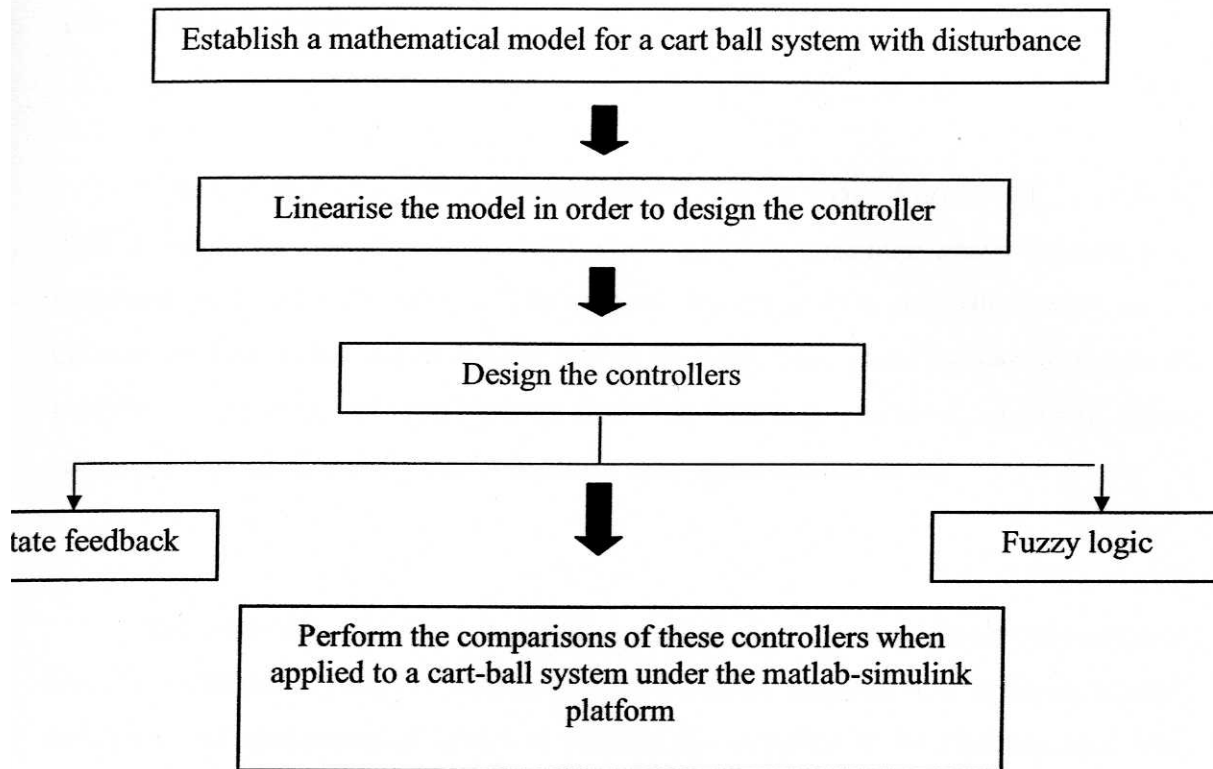 Establish a mathematical model for a cart ball system with disturbance
Linearise the model in order to design the controller
Design the controllers
tate feedback
Fuzzy logic
Perform the comparisons of these controllers when
applied to a cart-ball system under the matlab-simulink
platform